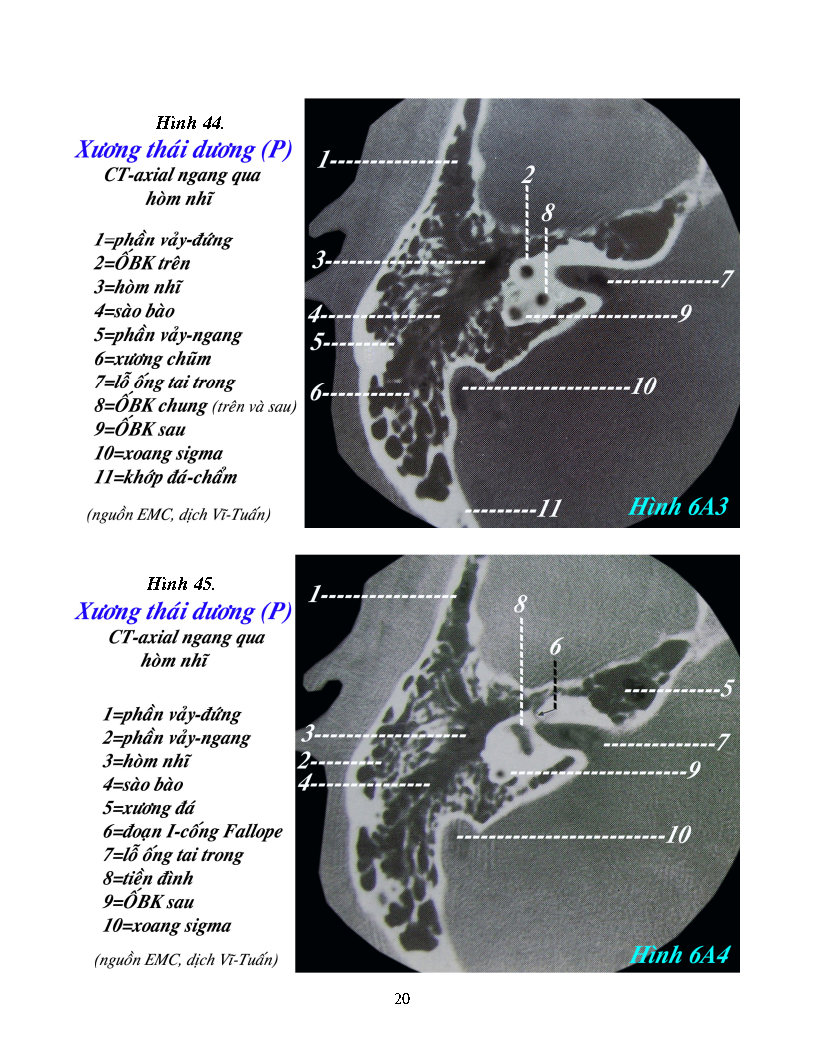 Hình 44.
Xương thái dương (P)
CT-axial ngang qua
hòm nhĩ
1=phần vảy-đứng
2=ỐBK trên
3=hòm nhĩ
4=sào bào
5=phần vảy-ngang
6=xương chũm
7=lỗ ống tai trong
8=ỐBK chung (trên và sau)
9=ỐBK sau
10=xoang sigma
11=khớp đá-chẩm
(nguồn EMC, dịch Vĩ-Tuấn)
1
2
8
3
7
4
9
5
6
10
11
Hình 6A3
Hình 45.
Xương thái dương (P)
CT-axial ngang qua
hòm nhĩ
1=phần vảy-đứng
2=phần vảy-ngang
3=hòm nhĩ
4=sào bào
5=xương đá
6=đoạn I-cống Fallope
7=lỗ ống tai trong
8=tiền đình
9=ỐBK sau
10=xoang sigma
(nguồn EMC, dịch Vĩ-Tuấn)
1
8
6
5
3
7
2
9
4
10
Hình 6A4
20